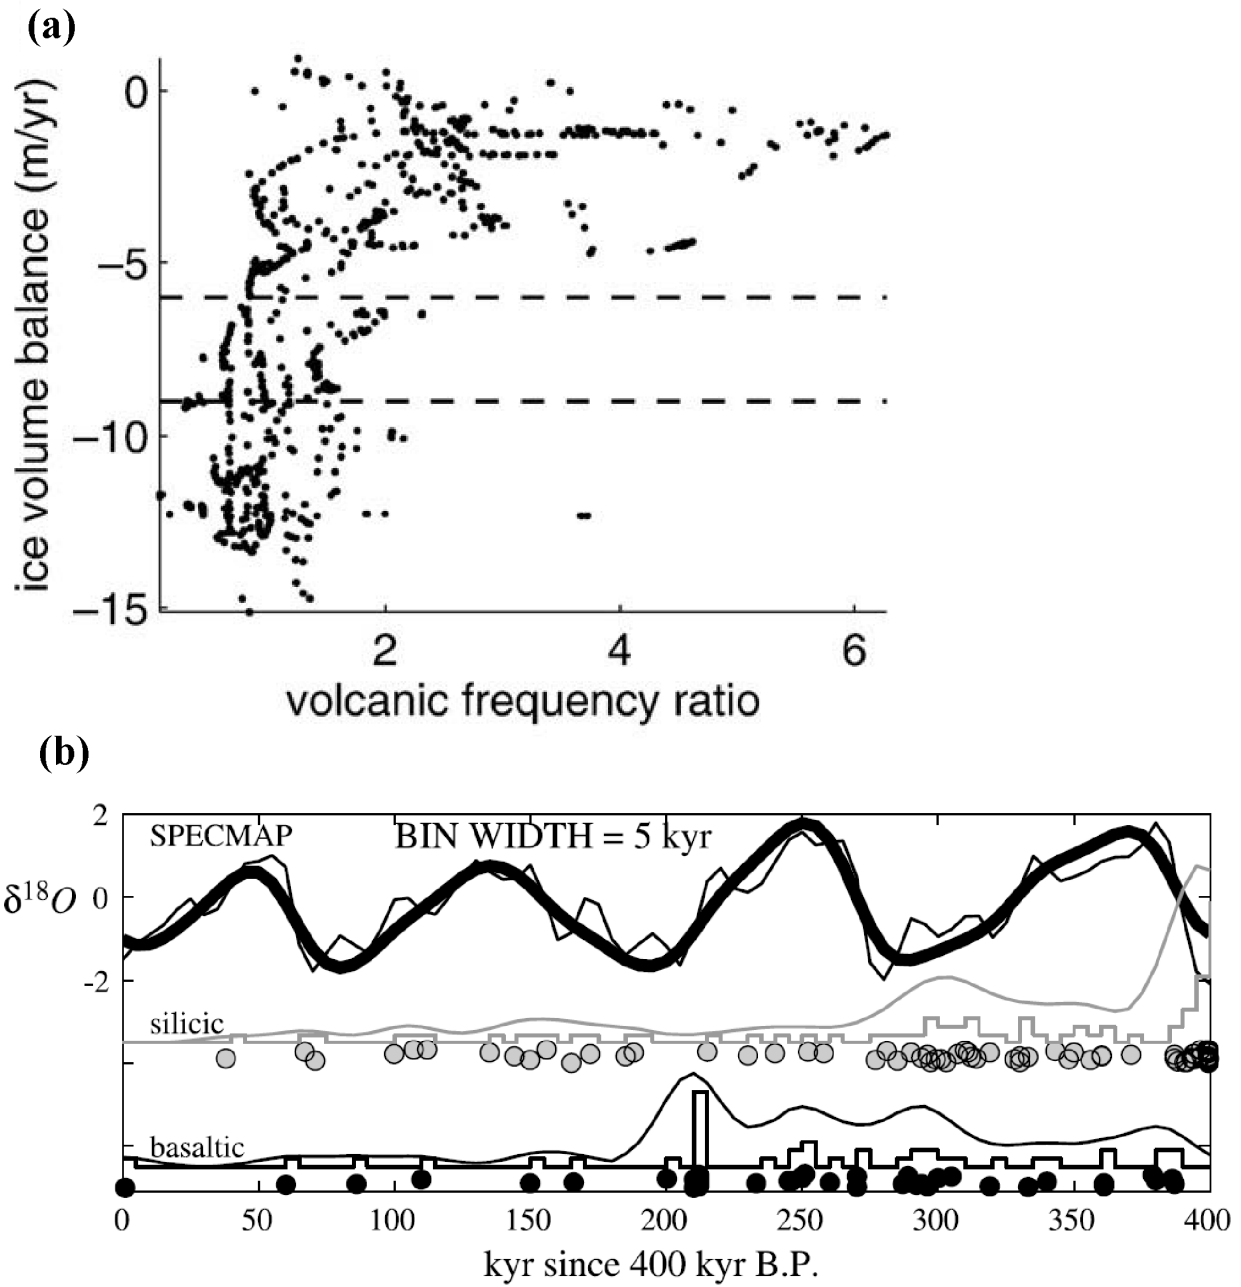 (a)
ice volume balance (m/yr)
0
−5
−10
−15
2 4 6
volcanic frequency ratio
(b)
2
0
-2
δ18O
SPECMAP
BIN WIDTH = 5 kyr
silicic
basaltic
0 50 100 150 200 250 300 350 400
kyr since 400 kyr B.P.